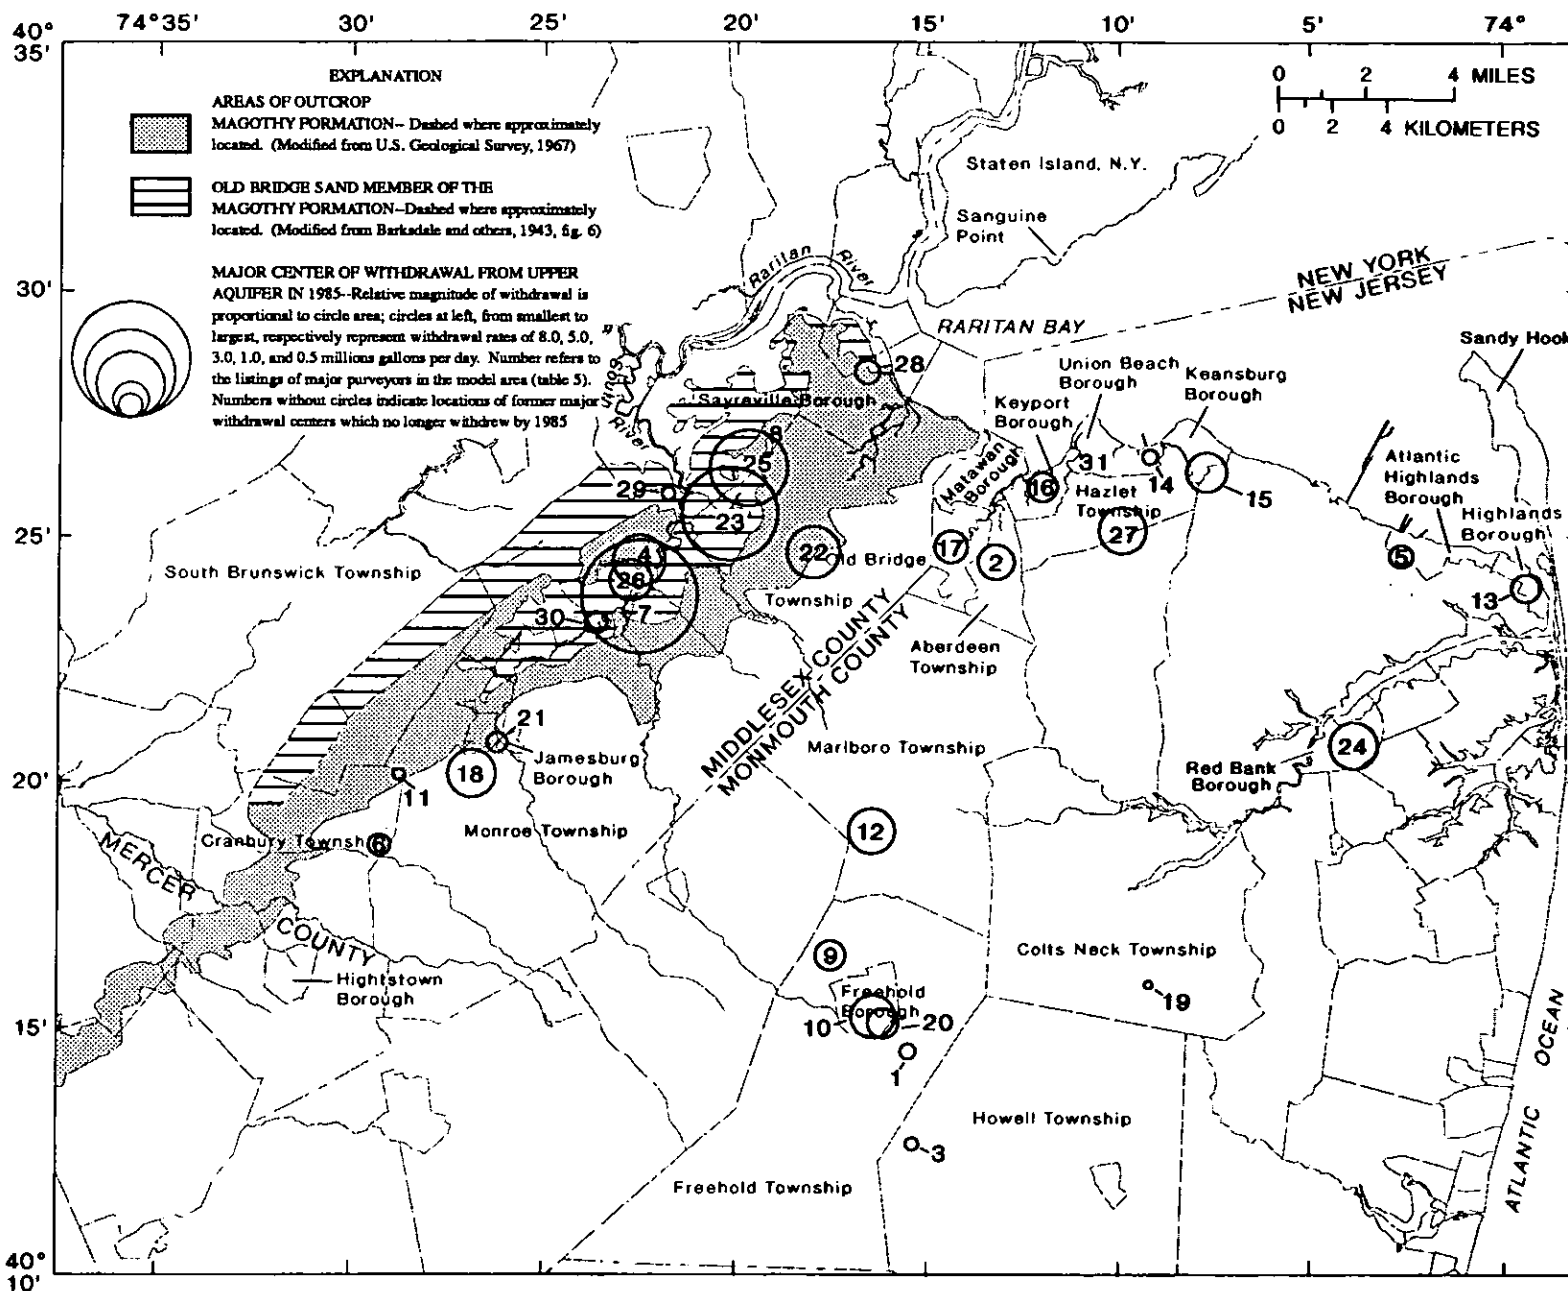 40°
35'
74°35'
30'
25'
20'
15'
10'
5'
74°
EXPLANATION
AREAS OF OUTCROP
MAGOTHY FORMATION-- Dashed where approximately
located. (Modified from U.S. Geological Survey, 1967)
OLD BRIDGE SAND MEMBER OF THE
MAGOTHY FORMATION--Dashed where approximately
located. (Modified from Barksdale and others, 1943, fig. 6)
MAJOR CENTER OF WITHDRAWAL FROM UPPER
AQUIFER IN 1985--Relative magnitude of withdrawal is
proportional to circle area; circles at left, from smallest to
largest, respectively represent withdrawal rates of 8.0, 5.0,
3.0, 1.0, and 0.5 millions gallons per day. Number refers to
the listings of major purveyors in the model area (table 5).
Numbers without circles indicate locations of former major
withdrawal centers which no longer withdrew by 1985
0 2 4 MILES
0 2 4 KILOMETERS
Staten Island, N.Y.
Sanguine
Point
Raritan
River
NEW YORK
NEW JERSEY
30'
RARITAN BAY
Sandy Hook
28
Union Beach
Borough
Keansburg
Borough
Keyport
Borough
South
River
Sayreville Borough
8
25
Matawan
Borough
16
31
14
15
Hazlet
Township
27
Atlantic
Highlands
Borough
Highlands
Borough
29
23
25'
4
22
Old Bridge
Township
17
2
5
13
South Brunswick Township
26
30
7
Aberdeen
Township
MIDDLESEX COUNTY
MONMOUTH COUNTY
21
Jamesburg
Borough
Marlboro Township
24
Red Bank
Borough
20'
11
18
Monroe Township
12
Cranbury Townsh
6
MERCER
COUNTY
Hightstown
Borough
9
Colts Neck Township
19
Freehold
Borough
10
20
15'
1
Howell Township
3
Freehold Township
ATLANTIC
OCEAN
40°
10'